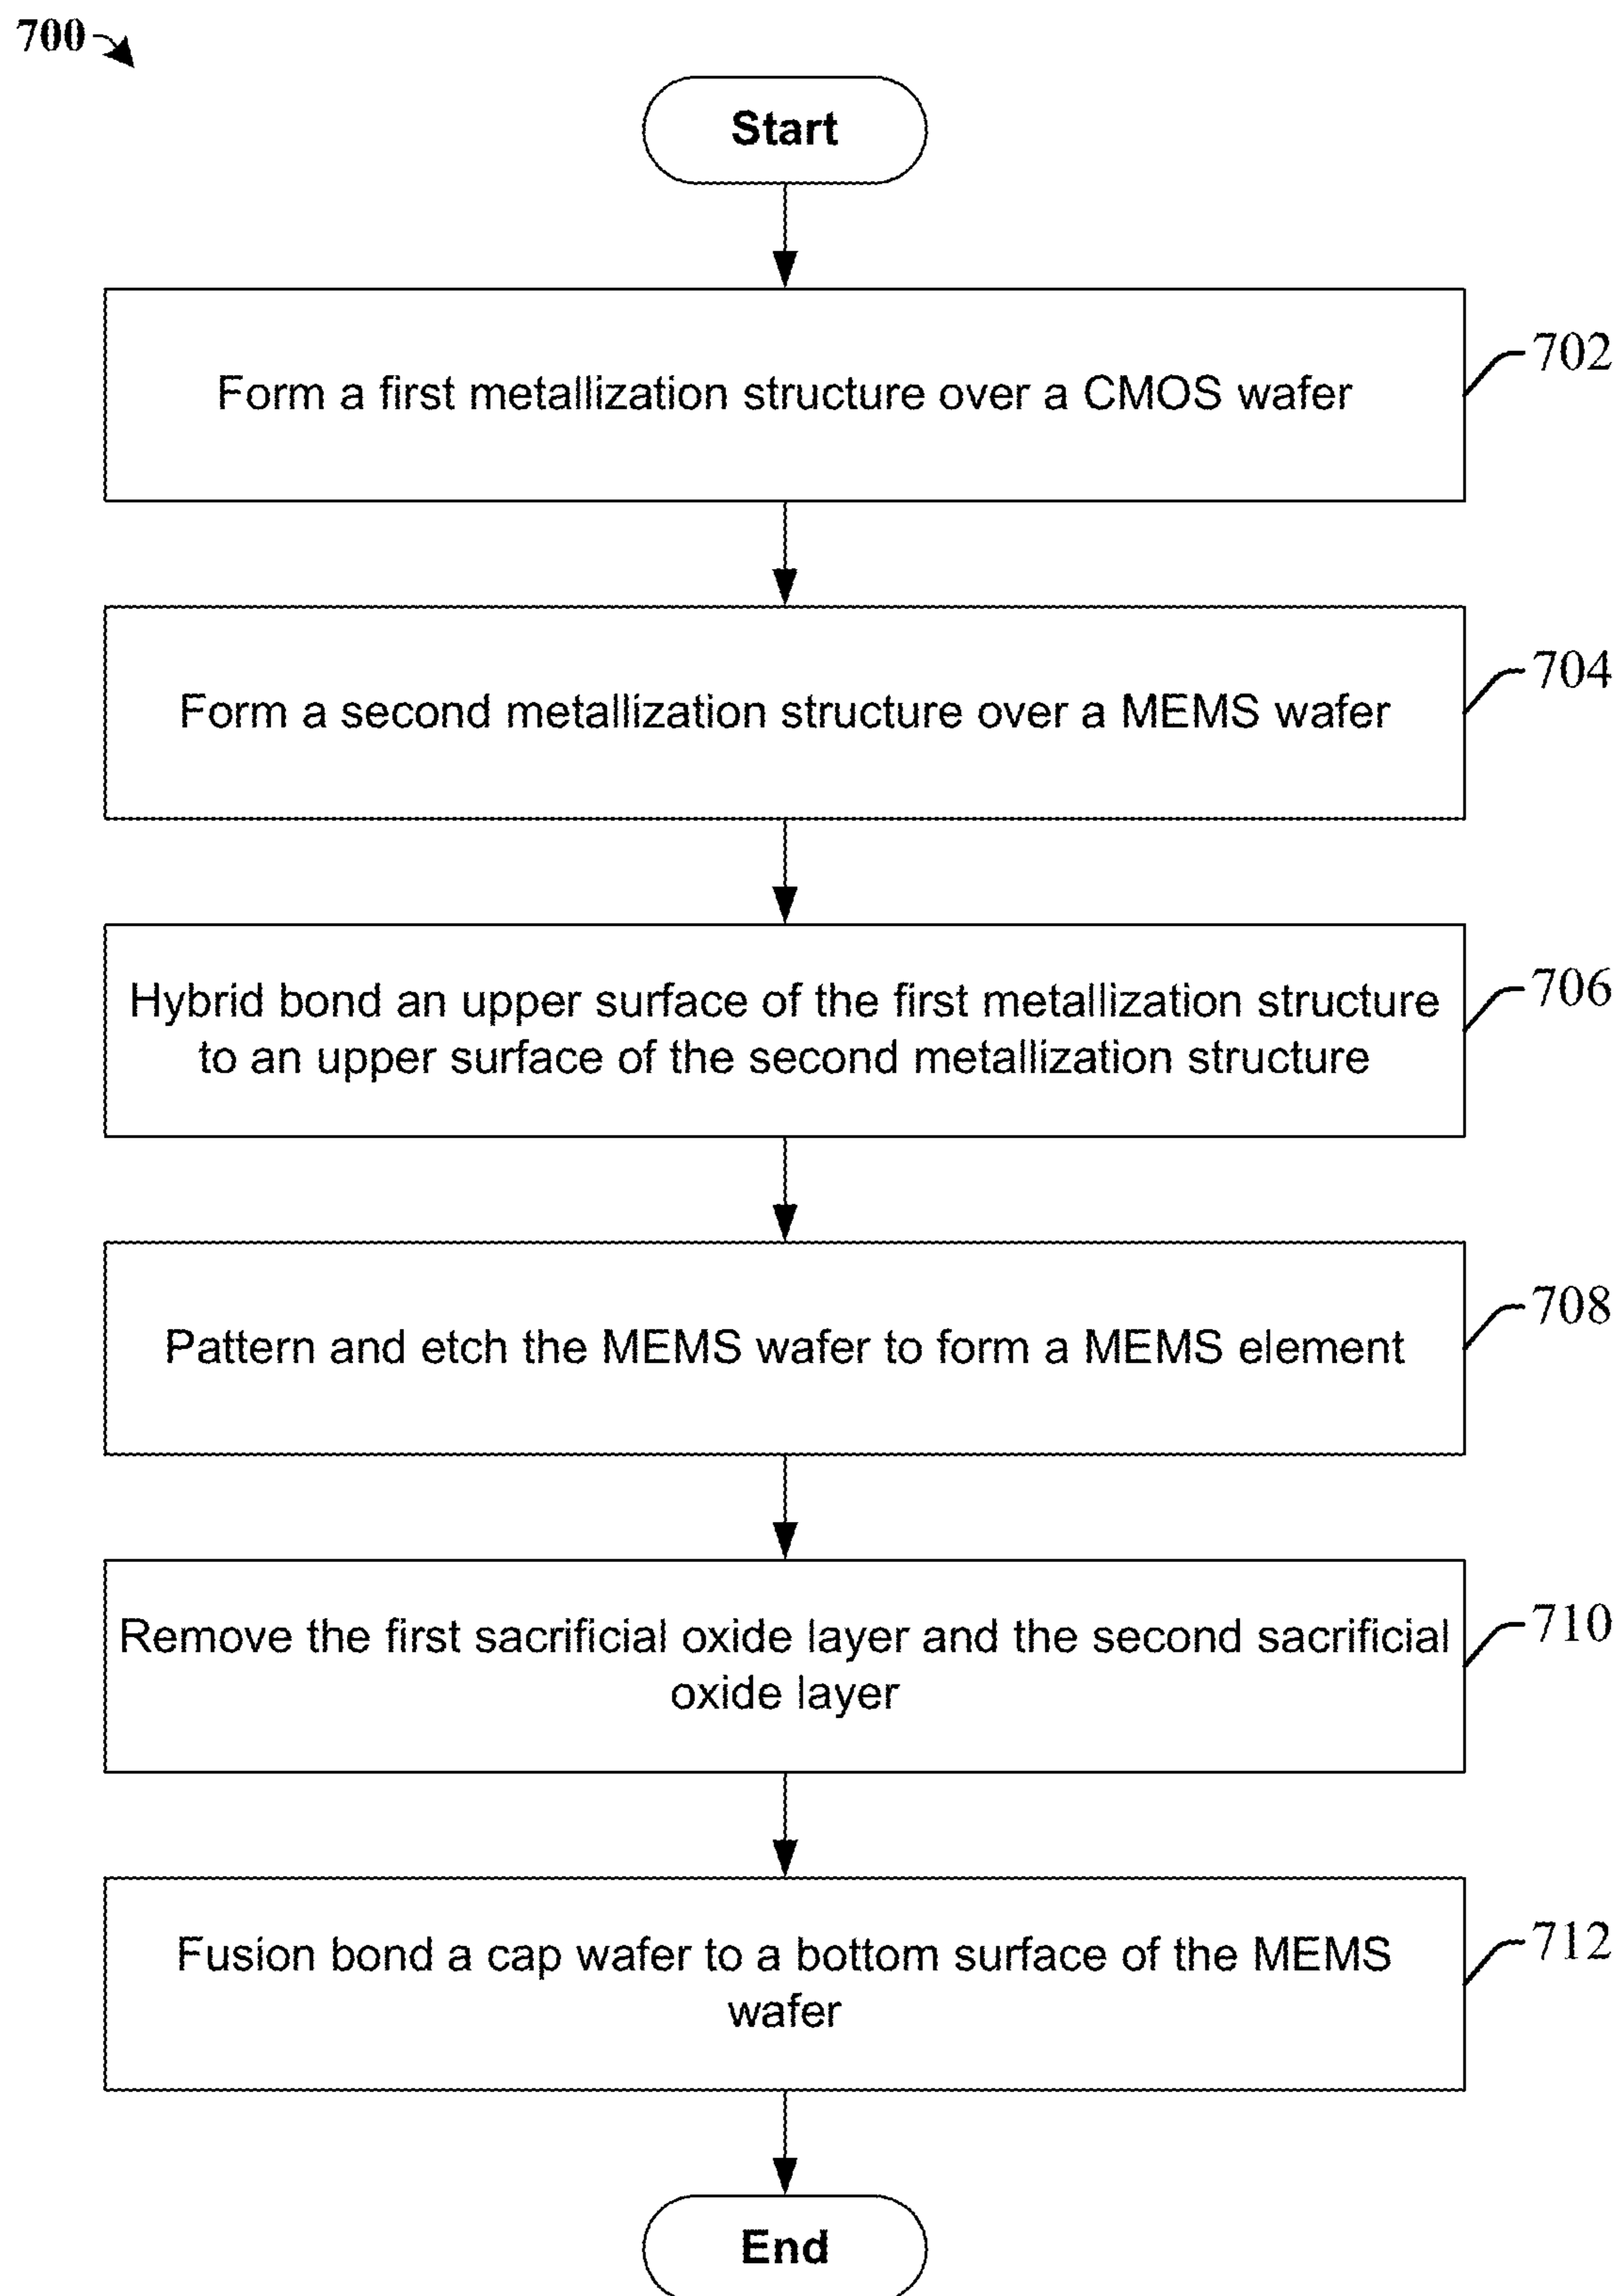 700
Start
Form a first metallization structure over a CMOS wafer
702
Form a second metallization structure over a MEMS wafer
704
Hybrid bond an upper surface of the first metallization structure
to an upper surface of the second metallization structure
706
Pattern and etch the MEMS wafer to form a MEMS element
708
Remove the first sacrificial oxide layer and the second sacrificial
oxide layer
710
Fusion bond a cap wafer to a bottom surface of the MEMS
wafer
712
End